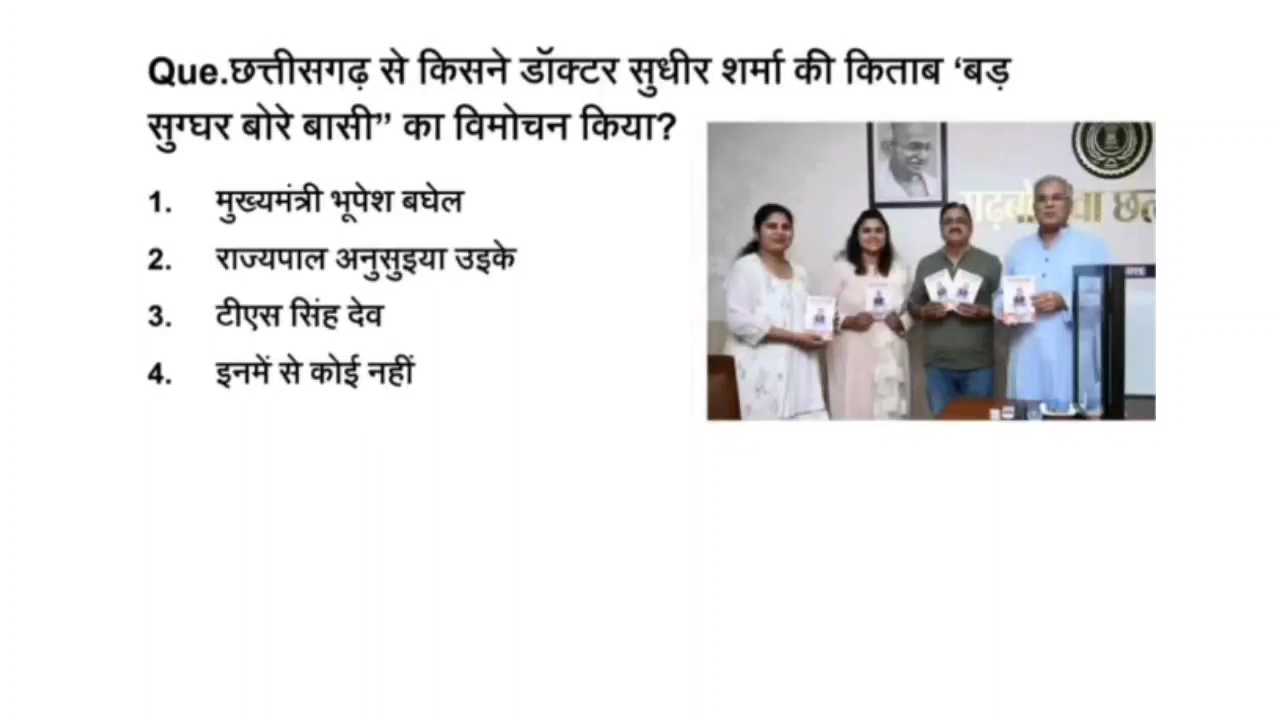 Que.छत्तीसगढ़ से किसने डॉक्टर सुधीर शर्मा की किताब ‘बड़
सुग्घर बोरे बासी” का विमोचन किया?
1. मुख्यमंत्री भूपेश बघेल
2. राज्यपाल अनुसुइया उइके
3. टीएस सिंह देव
4. इनमें से कोई नहीं